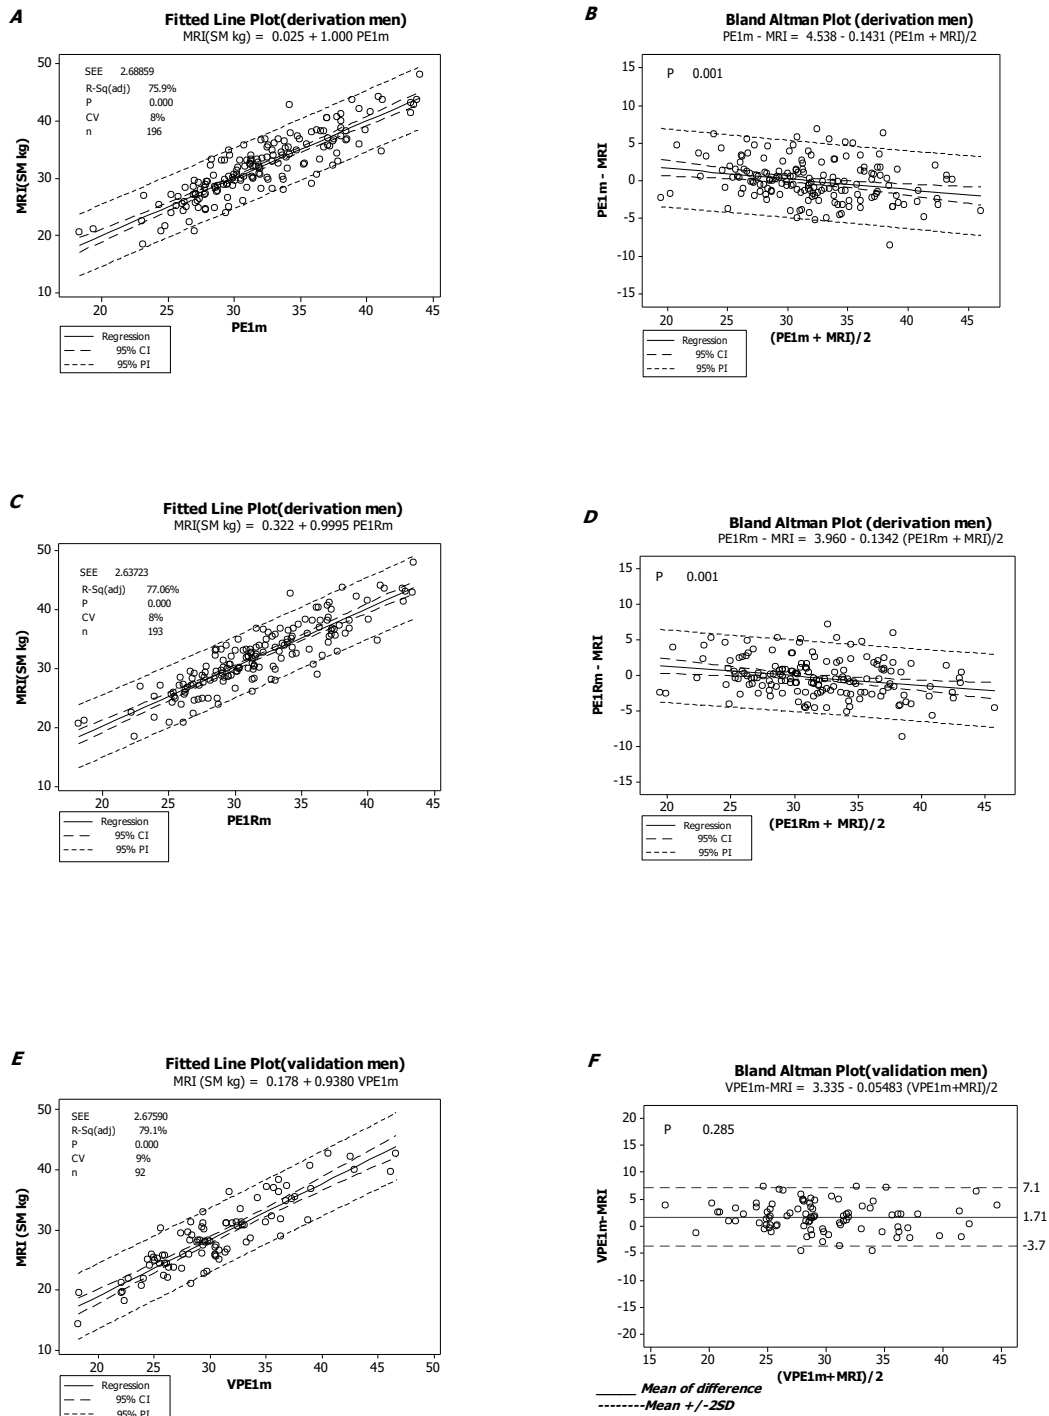 A
Fitted Line Plot(derivation men)
MRI(SM kg) = 0.025 + 1.000 PE1m
SEE 2.68859
R-Sq(adj) 75.9%
P 0.000
CV 8%
n 196
50
40
30
20
10
MRI(SM kg)
20 25 30 35 40 45
PE1m
Regression
95% CI
95% PI
B
Bland Altman Plot (derivation men)
PE1m - MRI = 4.538 - 0.1431 (PE1m + MRI)/2
P 0.001
15
10
5
0
-5
-10
-15
PE1m - MRI
20 25 30 35 40 45
(PE1m + MRI)/2
Regression
95% CI
95% PI
C
Fitted Line Plot(derivation men)
MRI(SM kg) = 0.322 + 0.9995 PE1Rm
SEE 2.63723
R-Sq(adj) 77.06%
P 0.000
CV 8%
n 193
50
40
30
20
10
MRI(SM kg)
20 25 30 35 40 45
PE1Rm
Regression
95% CI
95% PI
D
Bland Altman Plot (derivation men)
PE1Rm - MRI = 3.960 - 0.1342 (PE1Rm + MRI)/2
P 0.001
15
10
5
0
-5
-10
-15
PE1Rm - MRI
20 25 30 35 40 45
(PE1Rm + MRI)/2
Regression
95% CI
95% PI
E
Fitted Line Plot(validation men)
MRI (SM kg) = 0.178 + 0.9380 VPE1m
SEE 2.67590
R-Sq(adj) 79.1%
P 0.000
CV 9%
n 92
50
40
30
20
10
MRI (SM kg)
20 30 40 50
VPE1m
Regression
95% CI
95% PI
F
Bland Altman Plot(validation men)
VPE1m-MRI = 3.335 - 0.05483 (VPE1m+MRI)/2
P 0.285
20
15
10
5
0
-5
-10
-15
-20
VPE1m-MRI
7.1
1.71
-3.7
15 20 25 30 35 40 45
(VPE1m+MRI)/2
Mean of difference
Mean +/-2SD